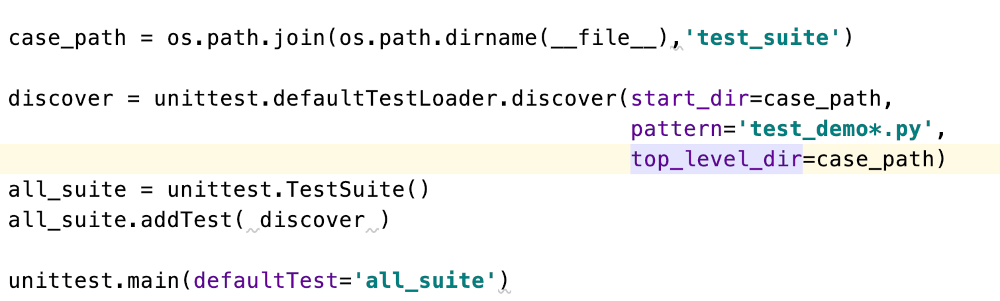 case_path = os.path.join(os.path.dirname(__file__),'test_suite')
discover = unittest.defaultTestLoader.discover(start_dir=case_path,
pattern='test_demo*.py',
top_level_dir=case_path)
all_suite = unittest.TestSuite()
all_suite.addTest( discover )
unittest.main(defaultTest='all_suite')